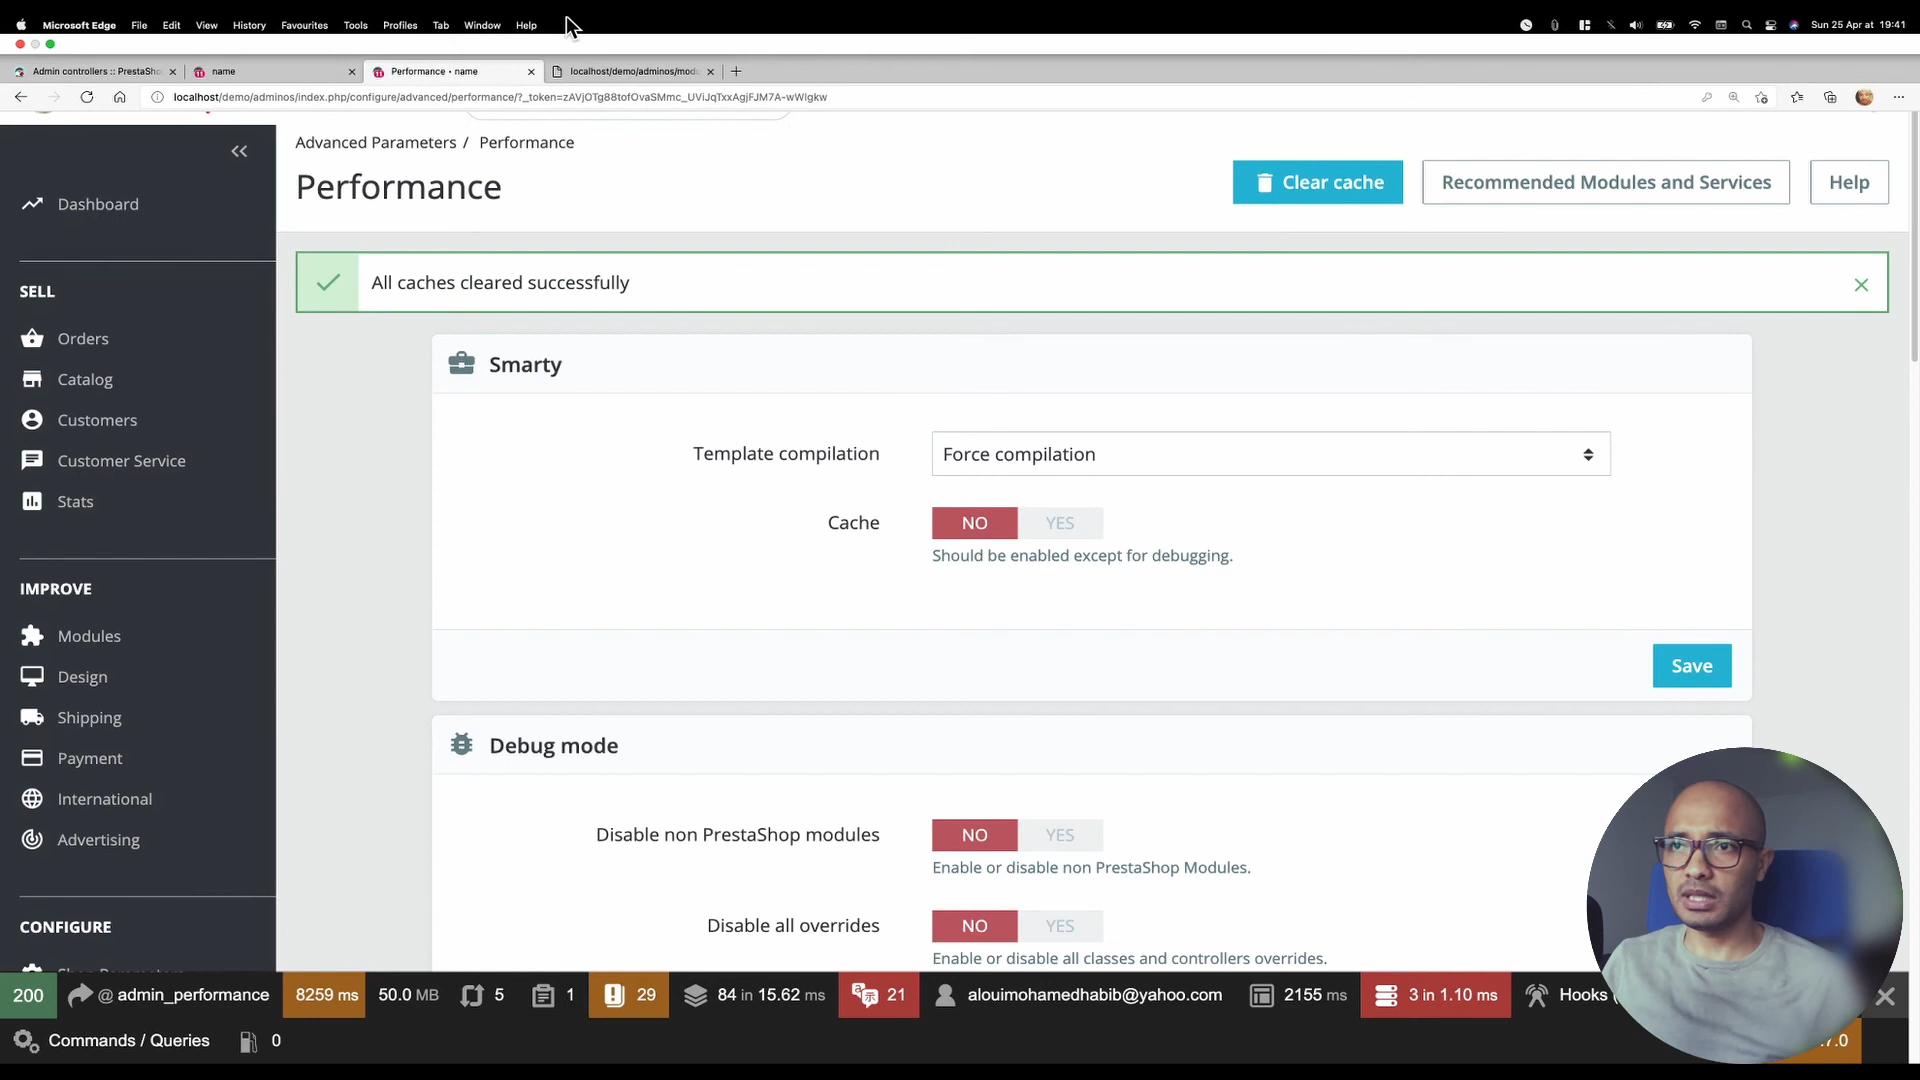 Microsoft Edge File Edit View History Favourites Tools Profiles Tab Window Help Sun 25 Apr at 19:41
Admin controllers :: PrestaSho name Performance • name localhost/demo/adminos/mod
localhost/demo/adminos/index.php/configure/advanced/performance/?_token=zAVjOTg88tofOvaSMmc_UViJqTxxAgjFJM7A-wWlgkw
Advanced Parameters / Performance
Performance
Clear cache
Recommended Modules and Services
Help
Dashboard
All caches cleared successfully
SELL
Orders
Catalog
Customers
Customer Service
Stats
IMPROVE
Modules
Design
Shipping
Payment
International
Advertising
CONFIGURE
Smarty
Template compilation Force compilation
Cache NO YES
Should be enabled except for debugging.
Save
Debug mode
Disable non PrestaShop modules NO YES
Enable or disable non PrestaShop Modules.
Disable all overrides NO YES
Enable or disable all classes and controllers overrides.
200 @ admin_performance 8259 ms 50.0 MB 5 1 29 84 in 15.62 ms 21 alouimohamedhabib@yahoo.com 2155 ms 3 in 1.10 ms Hooks
Commands / Queries 0 7.0